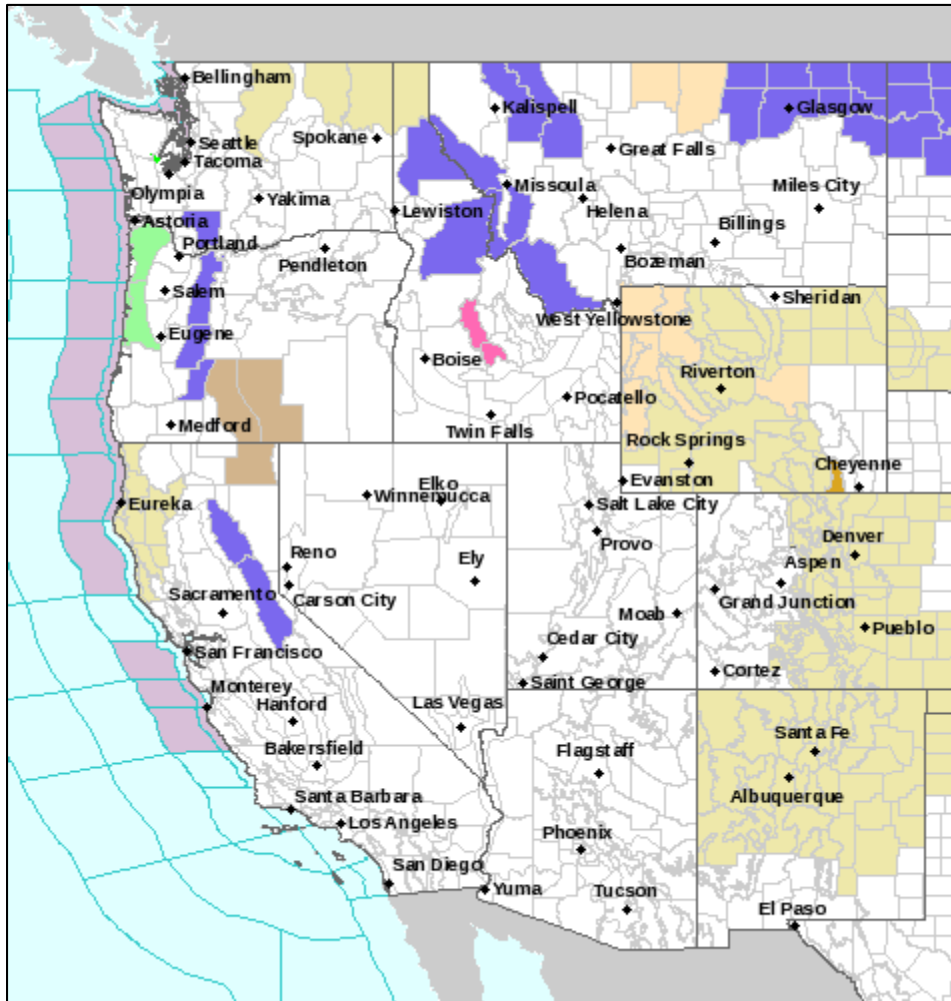 Bellingham
Kalispell
Glasgow
Seattle
Spokane
Great Falls
Tacoma
Olympia
Missoula
Miles City
Yakima
Lewiston
Helena
Astoria
Billings
Portland
Pendleton
Bozeman
Salem
Sheridan
West Yellowstone
Eugene
Boise
Riverton
Pocatello
Medford
Twin Falls
Rock Springs
Cheyenne
Elko
Evanston
Winnemucca
Eureka
Salt Lake City
Provo
Denver
Reno
Ely
Aspen
Sacramento
Carson City
Grand Junction
Moab
Pueblo
Cedar City
San Francisco
Cortez
Saint George
Monterey
Hanford
Las Vegas
Santa Fe
Bakersfield
Flagstaff
Albuquerque
Santa Barbara
Los Angeles
Phoenix
San Diego
Yuma
Tucson
El Paso